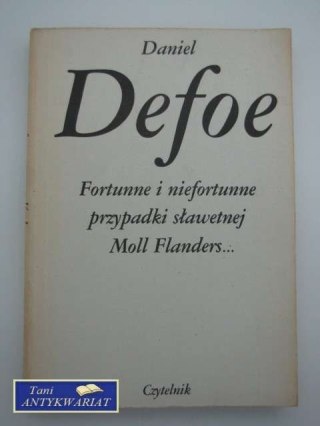 Daniel
Defoe
Fortunne i niefortunne
przypadki sławetnej
Moll Flanders...
Czytelnik
Tani
ANTYKWARIAT